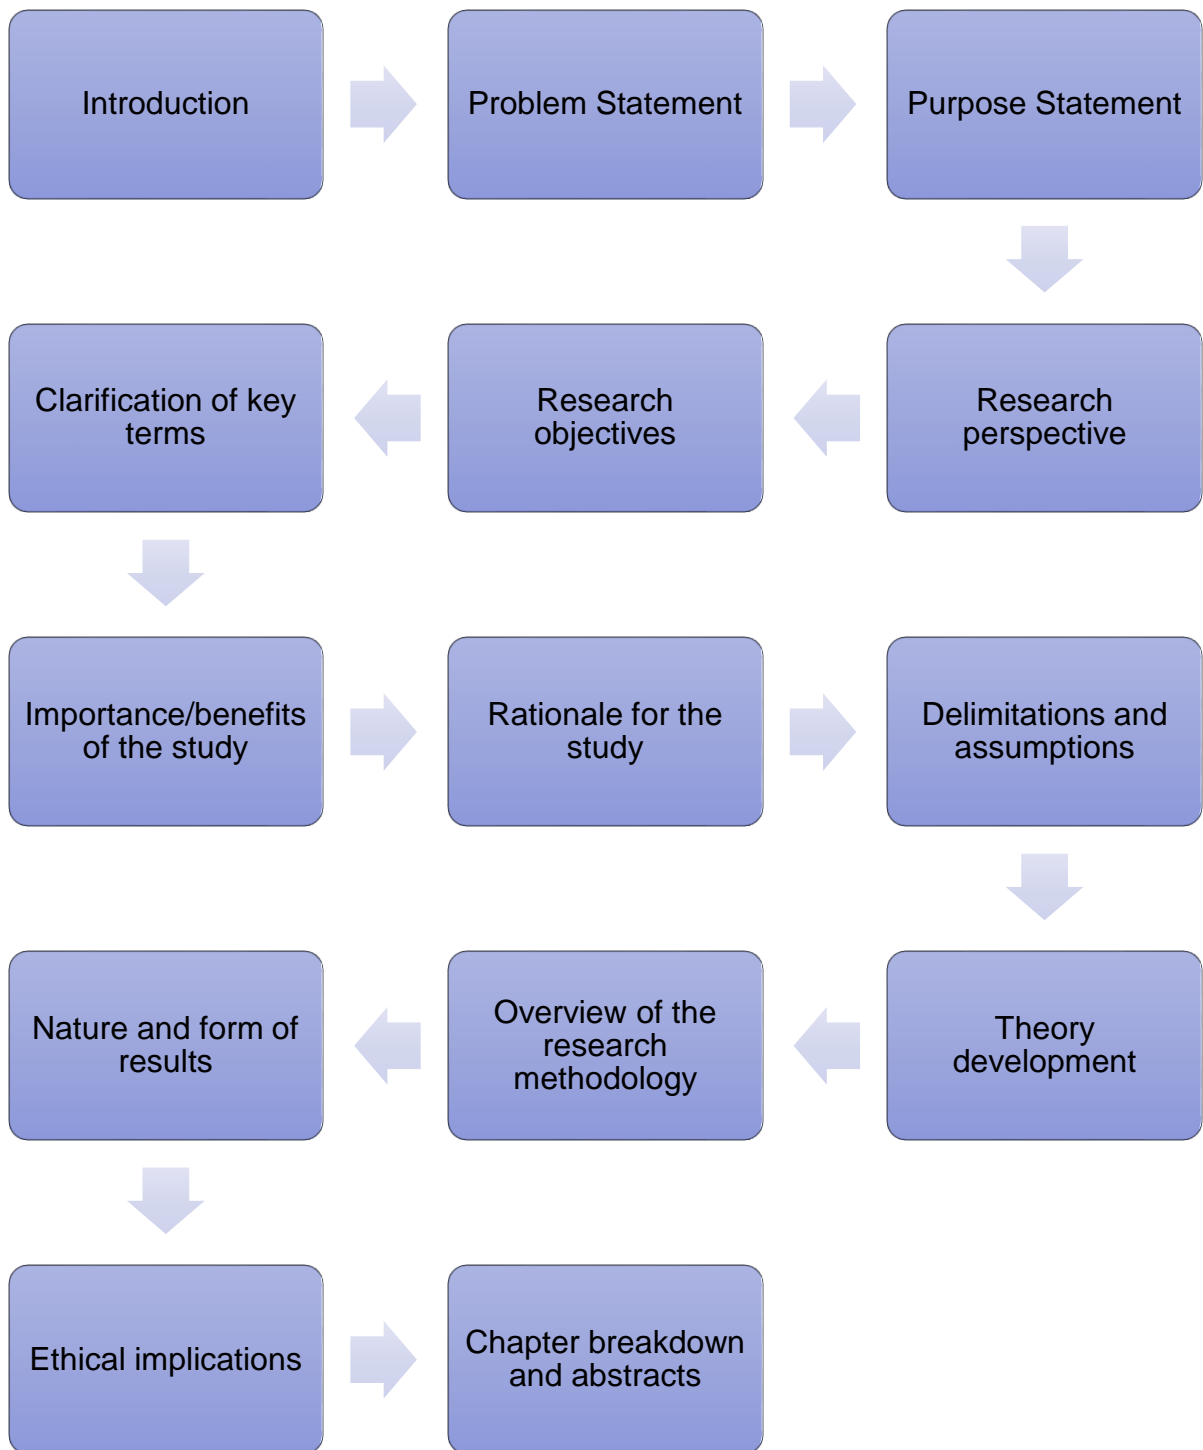 Introduction
Problem Statement
Purpose Statement
Research
perspective
Research
objectives
Clarification of key
terms
Importance/benefits
of the study
Rationale for the
study
Delimitations and
assumptions
Theory
development
Overview of the
research
methodology
Nature and form of
results
Ethical implications
Chapter breakdown
and abstracts